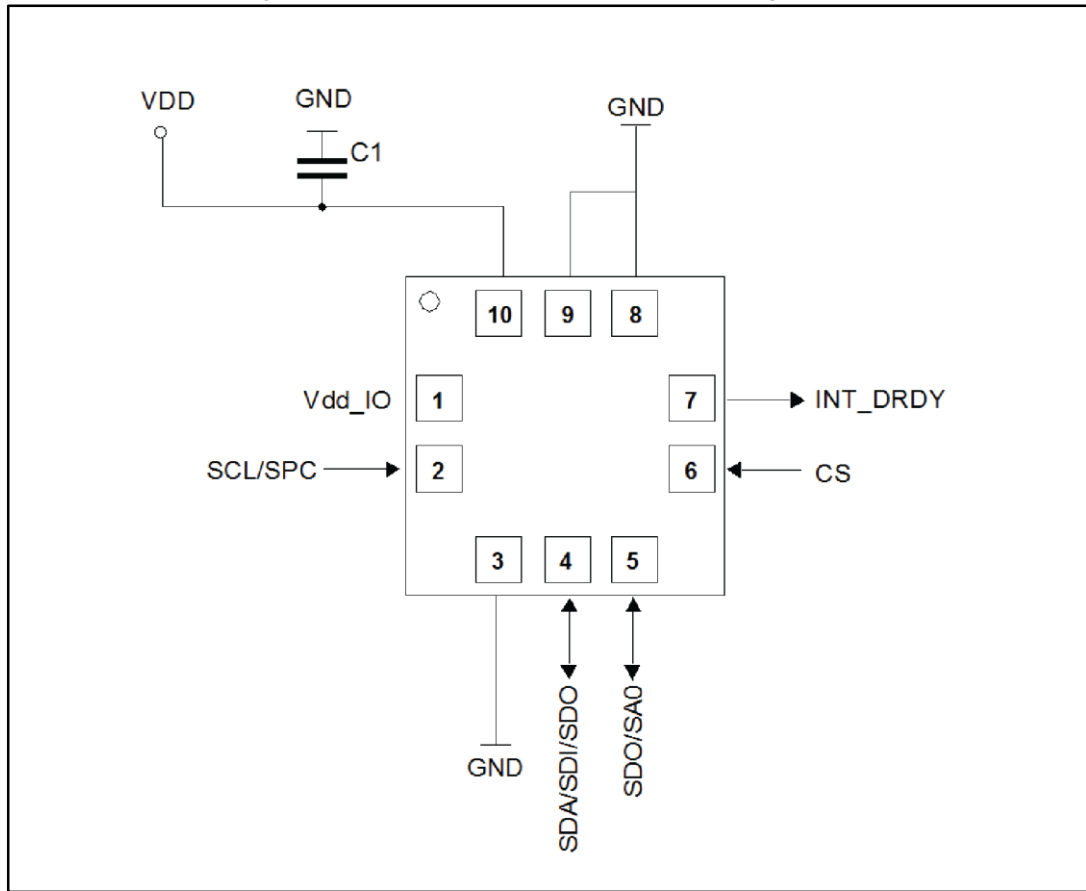 VDD
GND
C1
GND
10
9
8
Vdd_IO
1
7
INT_DRDY
SCL/SPC
2
6
CS
3
4
5
GND
SDA/SDI/SDO
SDO/SA0